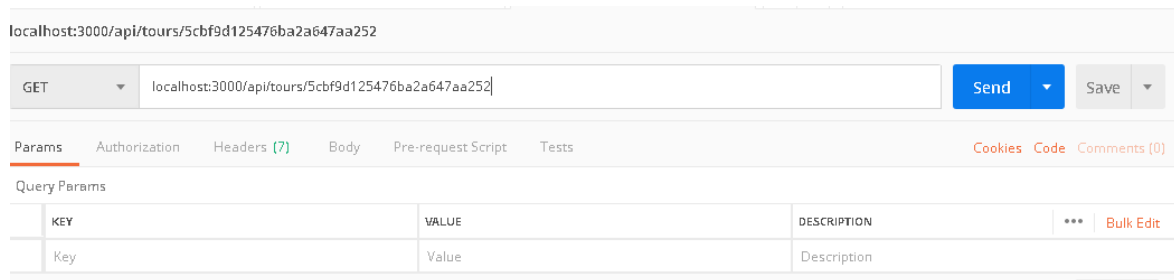 localhost:3000/api/tours/5cbf9d125476ba2a647aa252
GET localhost:3000/api/tours/5cbf9d125476ba2a647aa252 Send Save
Params Authorization Headers (7) Body Pre-request Script Tests Cookies Code Comments (0)
Query Params
KEY VALUE DESCRIPTION ••• Bulk Edit
Key Value Description